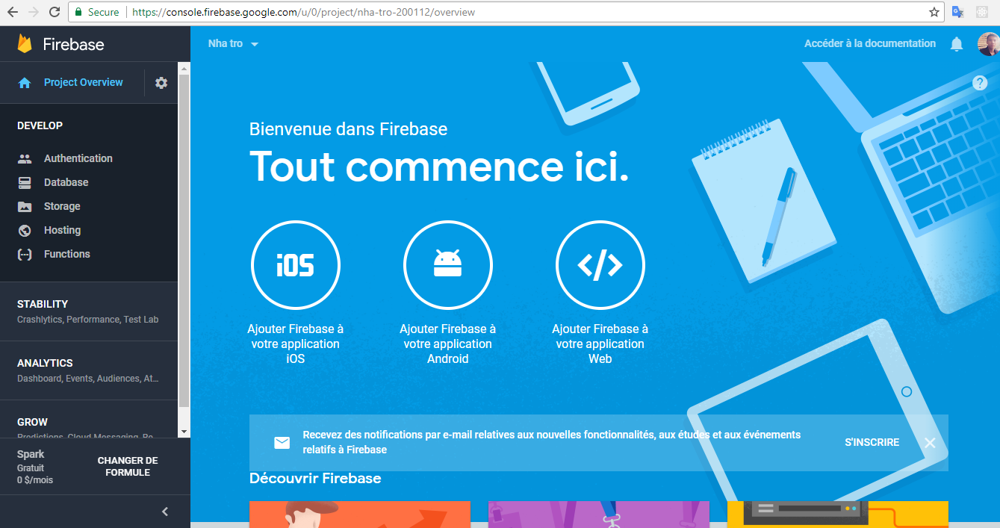 Secure https://console.firebase.google.com/u/0/project/nha-tro-200112/overview
Firebase
Nha tro
Accéder à la documentation
Project Overview
?
DEVELOP
Authentication
Database
Storage
Hosting
Functions
STABILITY
Crashlytics, Performance, Test Lab
ANALYTICS
Dashboard, Events, Audiences, At...
GROW
Predictions, Cloud Messaging, Re...
Spark
Gratuit
0 $/mois
CHANGER DE
FORMULE
Bienvenue dans Firebase
Tout commence ici.
iOS
</>
Ajouter Firebase à
votre application
iOS
Ajouter Firebase à
votre application
Android
Ajouter Firebase à
votre application
Web
Recevez des notifications par e-mail relatives aux nouvelles fonctionnalités, aux études et aux événements
relatifs à Firebase
S'INSCRIRE
Découvrir Firebase